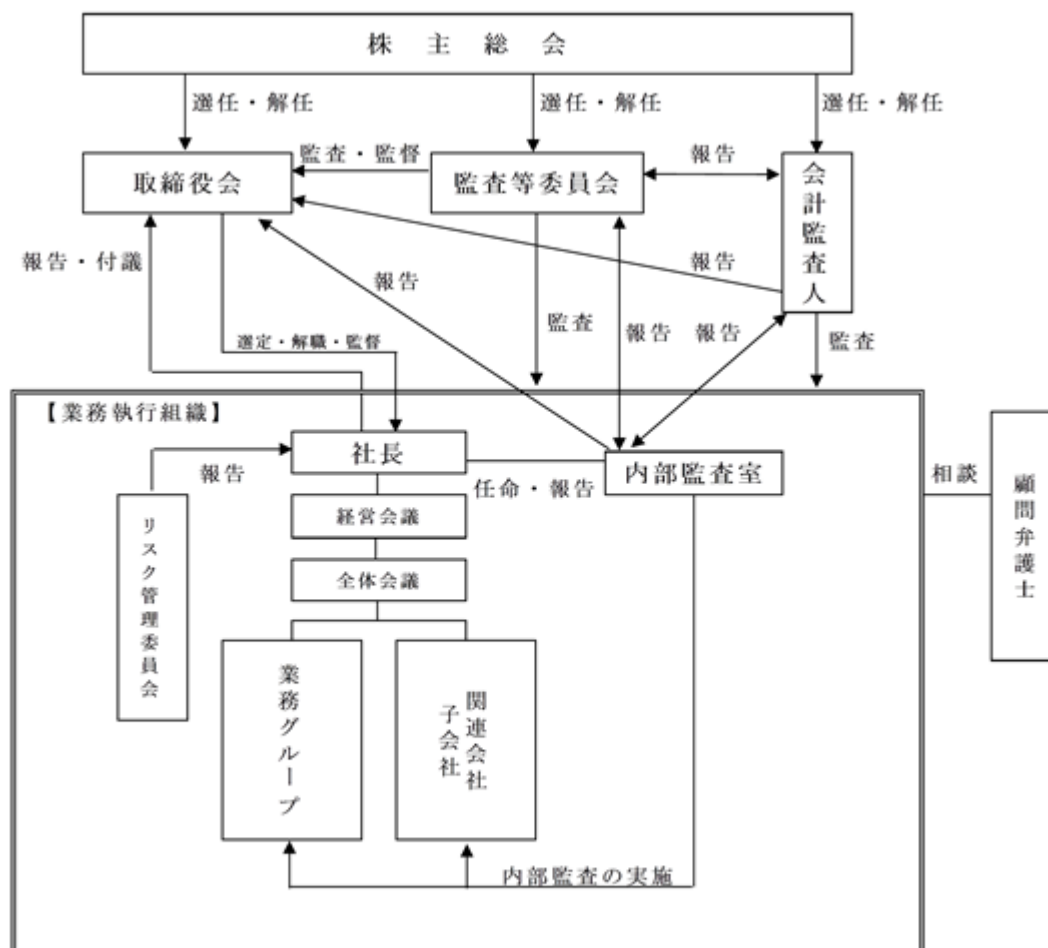 株主総会
選任・解任
選任・解任
選任・解任
取締役会
監査・監督
監査等委員会
報告
会計監査人
報告・付議
報告
報告
選定・解職・監督
監査
報告
報告
監査
【業務執行組織】
社長
報告
任命・報告
内部監査室
相談
顧問弁護士
経営会議
リスク管理委員会
全体会議
業務グループ
関連会社
子会社
内部監査の実施